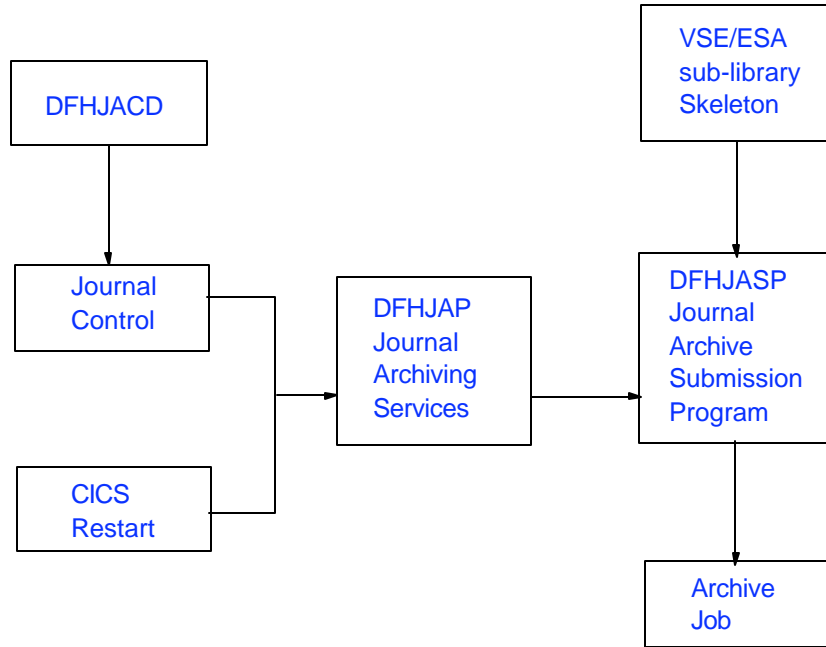 DFHJACD
VSE/ESA
sub-library
Skeleton
Journal
Control
DFHJAP
Journal
Archiving
Services
DFHJASP
Journal
Archive
Submission
Program
CICS
Restart
Archive
Job